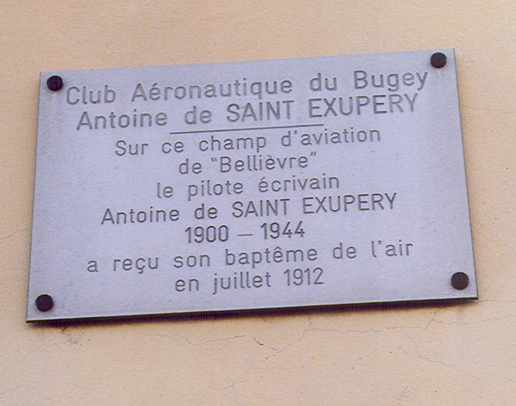 Club Aéronautique du Bugey
Antoine de SAINT EXUPERY
Sur ce champ d'aviation
de "Bellièvre"
le pilote écrivain
Antoine de SAINT EXUPERY
1900 – 1944
a reçu son baptême de l'air
en juillet 1912